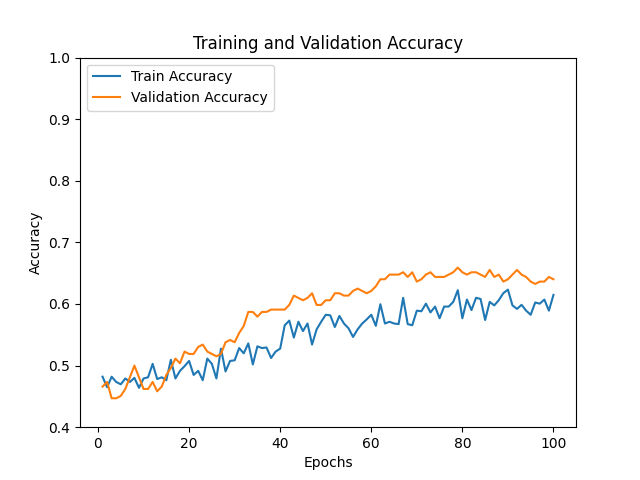 Training and Validation Accuracy
Train Accuracy
Validation Accuracy
1.0
0.9
0.8
0.7
0.6
0.5
0.4
Accuracy
0 20 40 60 80 100
Epochs